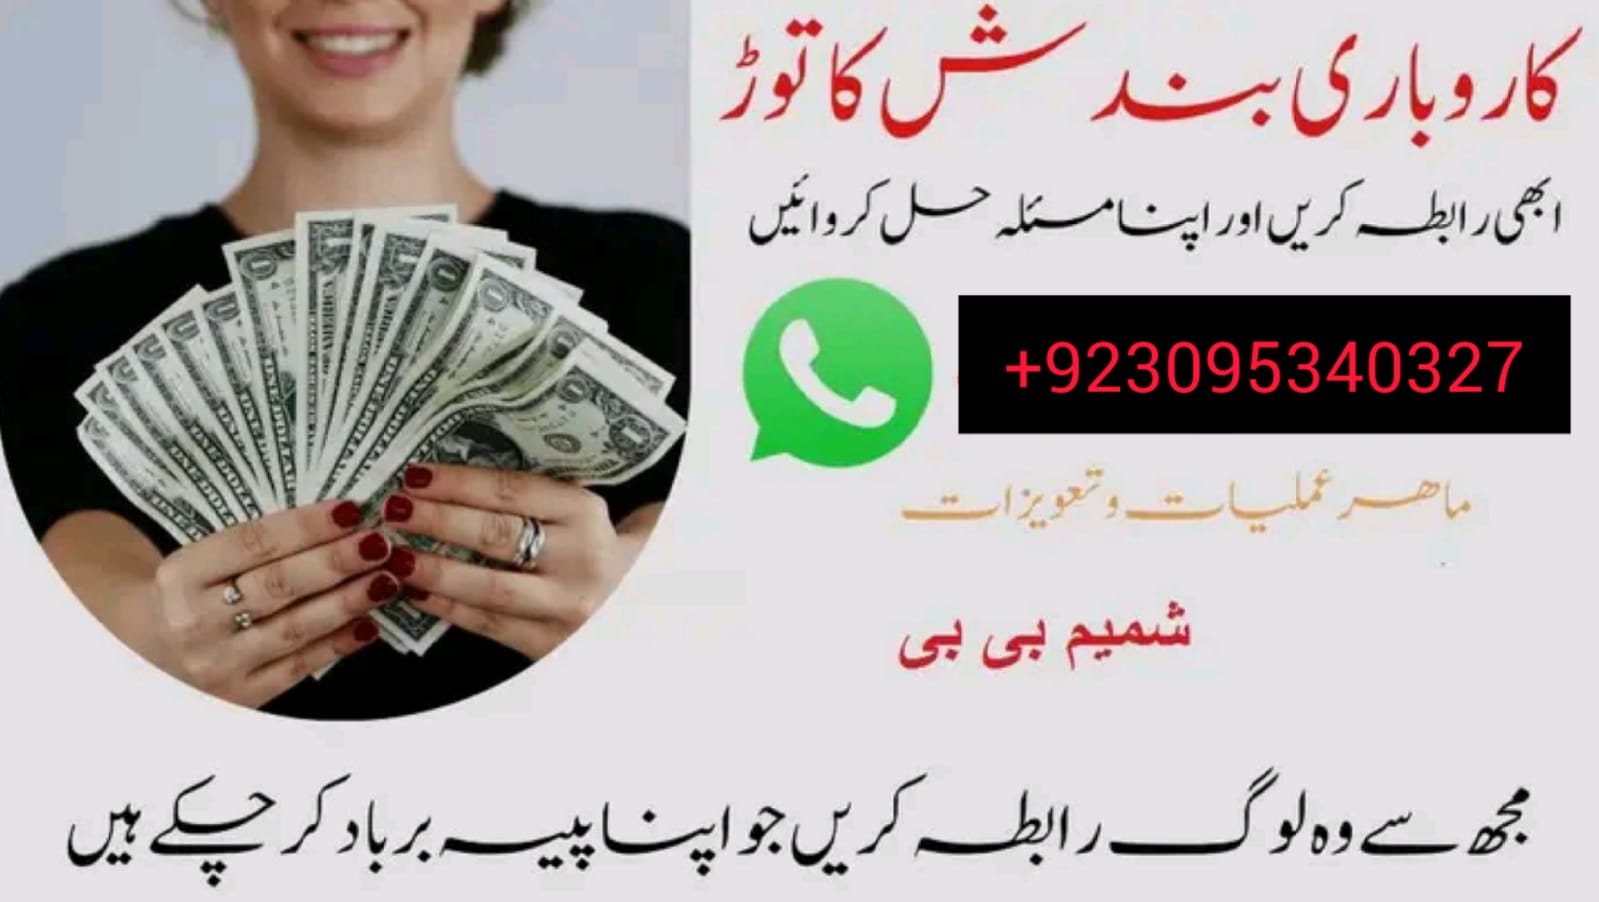 کاروباری بندش کا توڑ
ابھی رابطہ کریں اور اپنا مسئلہ حل کروائیں
+923095340327
ماهر عملیات و تعویزات
شمیم بی بی
مجھ سے وہ لوگ رابطہ کریں جو اپنا پیسہ برباد کر چکے ہیں